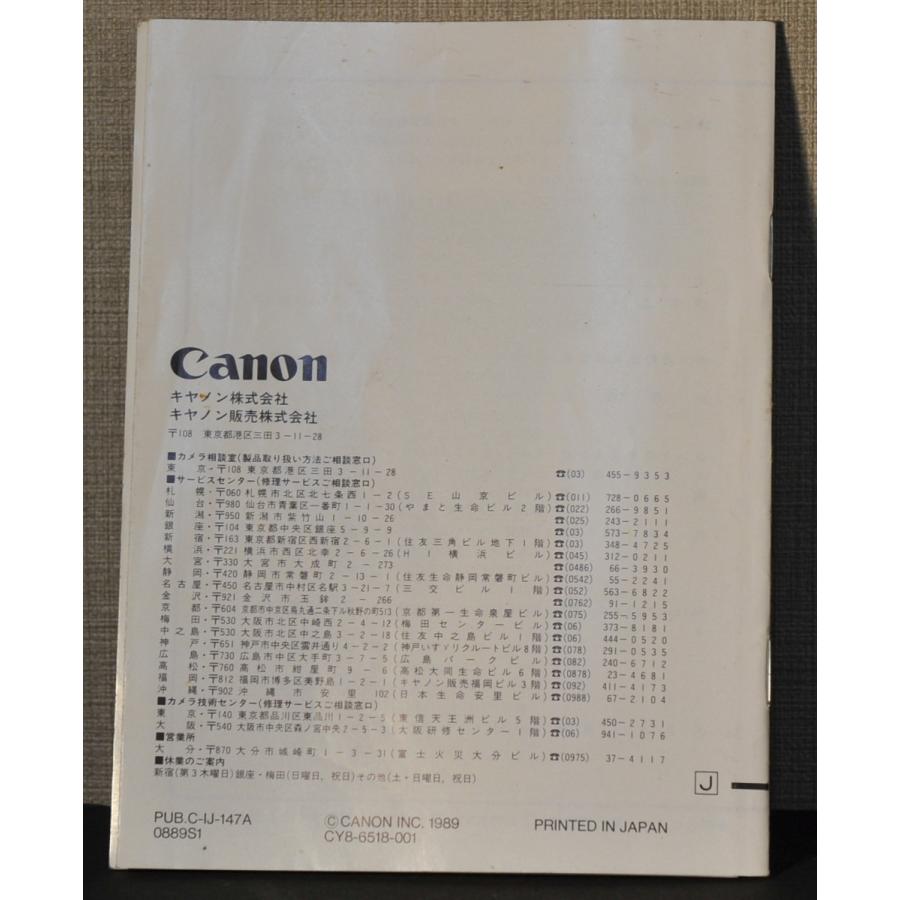 Canon
キヤノン株式会社
キヤノン販売株式会社
〒108 東京都港区三田3-11-28
■カメラ相談室(製品取り扱い方法ご相談窓口)
東京・〒108 東京都港区三田3-11-28 ☎(03) 455-9353
■サービスセンター(修理サービスご相談窓口)
札幌・〒060 札幌市北区北七条西1-2(SE山京ビル)☎(011) 728-0665
仙台・〒980 仙台市青葉区一番町1-1-30(やまと生命ビル2階)☎(022) 266-9851
新潟・〒950 新潟市紫竹山1-10-26 ☎(025) 243-2111
銀座・〒104 東京都中央区銀座5-9-9 ☎(03) 573-7834
新宿・〒163 東京都新宿区西新宿2-6-1(住友三角ビル地下1階)☎(03) 348-4725
横浜・〒221 横浜市西区北幸2-6-26(HI横浜ビル)☎(045) 312-0211
大宮・〒330 大宮市大成町2-273 ☎(0486) 66-3930
静岡・〒420 静岡市常磐町2-13-1(住友生命静岡常磐町ビル)☎(0542) 55-2241
名古屋・〒450 名古屋市中村区名駅3-21-7(三交ビル1階)☎(052) 563-6822
金沢・〒921 金沢市玉鉾2-266 ☎(0762) 91-1215
京都・〒604 京都市中京区烏丸通二条下ル秋野の町513(京都第一生命泉屋ビル)☎(075) 255-5953
梅田・〒530 大阪市北区中崎西2-4-12(梅田センタービル)☎(06) 373-8181
中之島・〒530 大阪市北区中之島3-2-18(住友中之島ビル1階)☎(06) 444-0520
神戸・〒651 神戸市中央区雲井通り4-2-2(神戸いすゞリクルートビル8階)☎(078) 291-0535
広島・〒730 広島市中区大手町3-7-5(広島パークビル)☎(082) 240-6712
高松・〒760 高松市紺屋町9-6(高松大同生命ビル6階)☎(0878) 23-4681
福岡・〒812 福岡市博多区美野島1-2-1(キヤノン販売福岡ビル3階)☎(092) 411-4173
沖縄・〒902 沖縄市安里102(日本生命安里ビル)☎(0988) 67-2104
■カメラ技術センター(修理サービスご相談窓口)
東京・〒140 東京都品川区東品川1-2-5(東信天王洲ビル5階)☎(03) 450-2731
大阪・〒540 大阪市中央区森ノ宮中央2-5-3(大阪研修センター1階)☎(06) 941-1076
■営業所
大分・〒870 大分市城崎町1-3-31(富士火災大分ビル)☎(0975) 37-4117
■休業のご案内
新宿(第3木曜日)銀座・梅田(日曜日,祝日)その他(土・日曜日,祝日)
J
PUB.C-IJ-147A ©CANON INC. 1989 PRINTED IN JAPAN
0889S1 CY8-6518-001